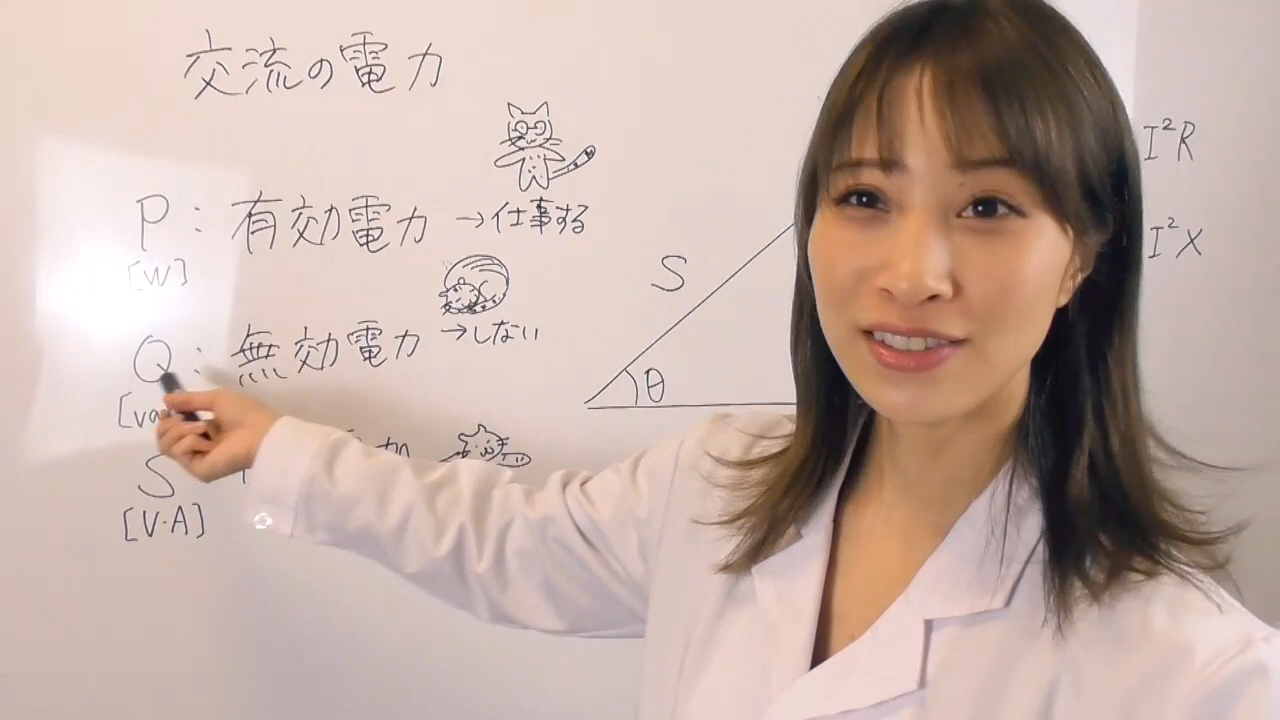 交流の電力
P: 有効電力 →仕事する
[W]
Q: 無効電力 →しない
[va
S
[V·A]
S
θ
I²R
I²X